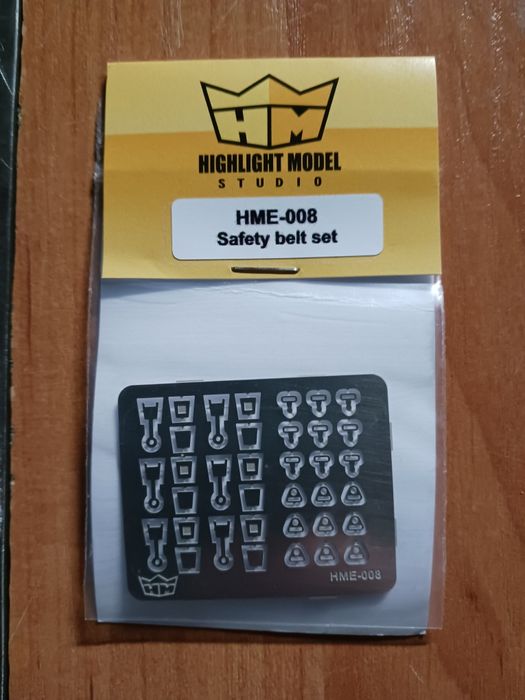 HM
HIGHLIGHT MODEL
STUDIO
HME-008
Safety belt set
HM
HME-008